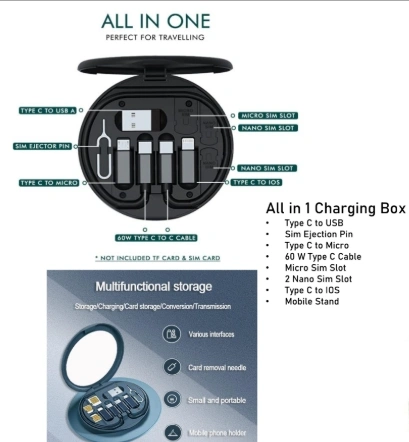 ALL IN ONE
PERFECT FOR TRAVELLING
TYPE C TO USB A
MICRO SIM SLOT
NANO SIM SLOT
SIM EJECTOR PIN
NANO SIM SLOT
TYPE C TO MICRO
TYPE C TO IOS
60W TYPE C TO C CABLE
* NOT INCLUDED TF CARD & SIM CARD
All in 1 Charging Box
• Type C to USB
• Sim Ejection Pin
• Type C to Micro
• 60 W Type C Cable
• Micro Sim Slot
• 2 Nano Sim Slot
• Type C to IOS
• Mobile Stand
Multifunctional storage
Storage/Charging/Card storage/Conversion/Transmission
Various interfaces
Card removal needle
Small and portable
Mobile phone holder